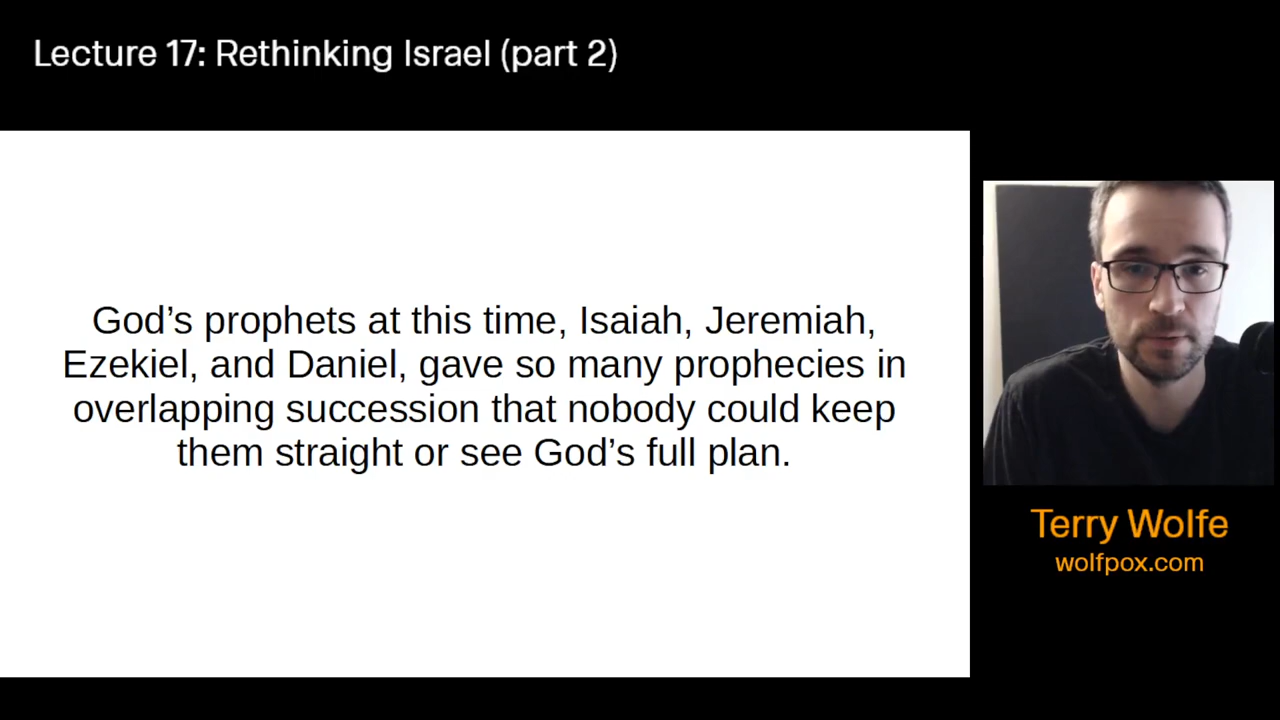 Lecture 17: Rethinking Israel (part 2)
God’s prophets at this time, Isaiah, Jeremiah,
Ezekiel, and Daniel, gave so many prophecies in
overlapping succession that nobody could keep
them straight or see God’s full plan.
Terry Wolfe
wolfpox.com